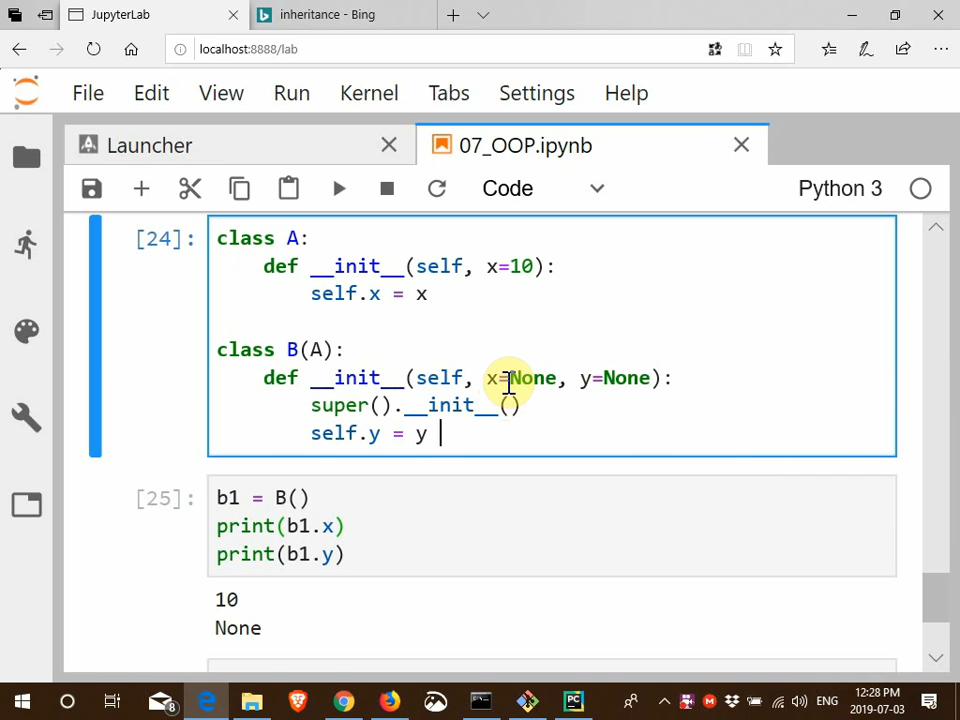 JupyterLab
inheritance - Bing
localhost:8888/lab
File Edit View Run Kernel Tabs Settings Help
Launcher
07_OOP.ipynb
Code
Python 3
[24]:
class A:
    def __init__(self, x=10):
        self.x = x
class B(A):
    def __init__(self, x=None, y=None):
        super().__init__()
        self.y = y
[25]:
b1 = B()
print(b1.x)
print(b1.y)
10
None
8
PC
ENG
12:28 PM
2019-07-03